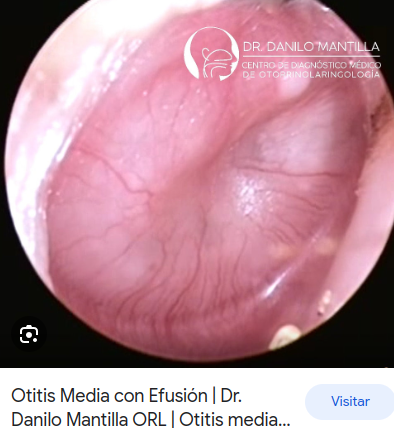 DR. DANILO MANTILLA
CENTRO DE DIAGNÓSTICO MÉDICO
DE OTORRINOLARINGOLOGÍA
Otitis Media con Efusión | Dr.
Danilo Mantilla ORL | Otitis media...
Visitar